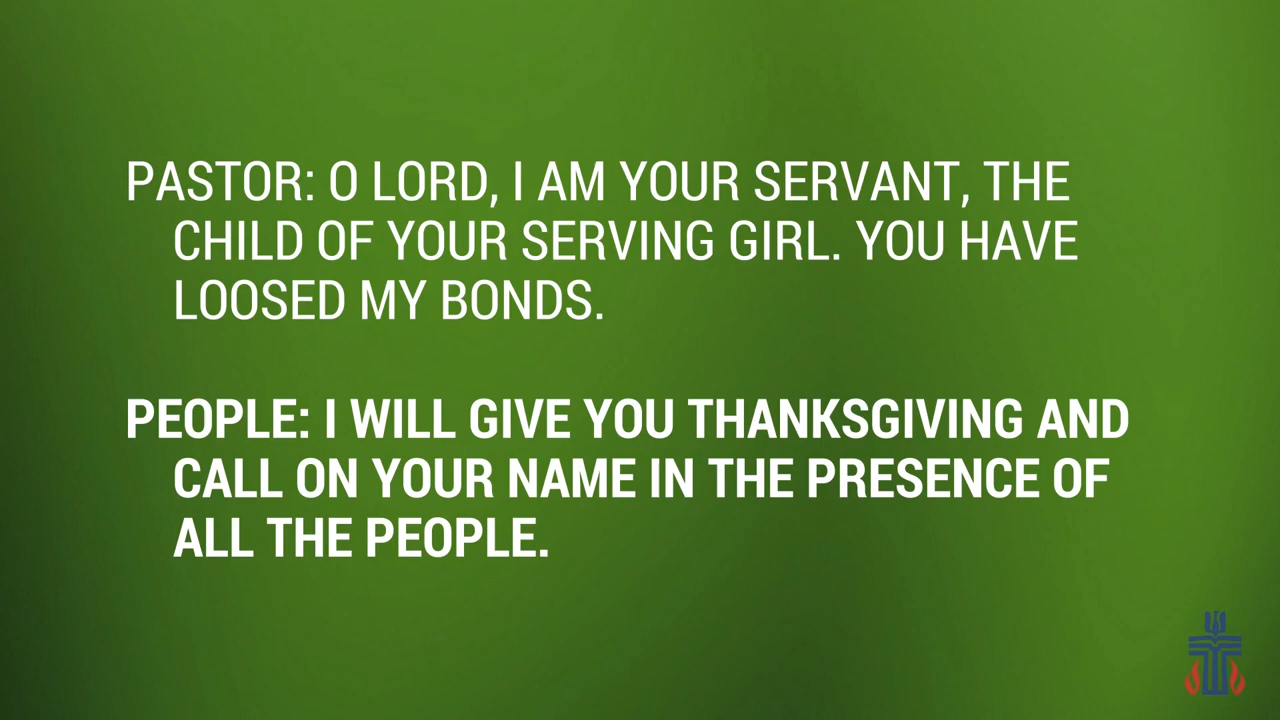 PASTOR: O LORD, I AM YOUR SERVANT, THE
CHILD OF YOUR SERVING GIRL. YOU HAVE
LOOSED MY BONDS.
PEOPLE: I WILL GIVE YOU THANKSGIVING AND
CALL ON YOUR NAME IN THE PRESENCE OF
ALL THE PEOPLE.